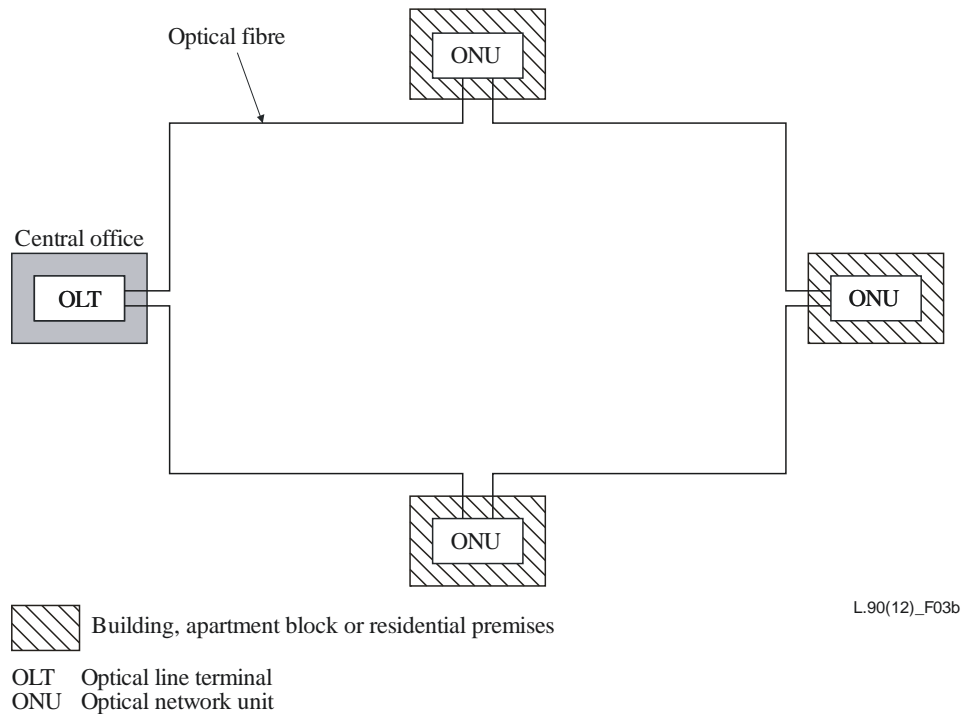 Optical fibre
ONU
Central office
OLT
ONU
ONU
L.90(12)_F03b
Building, apartment block or residential premises
OLT Optical line terminal
ONU Optical network unit